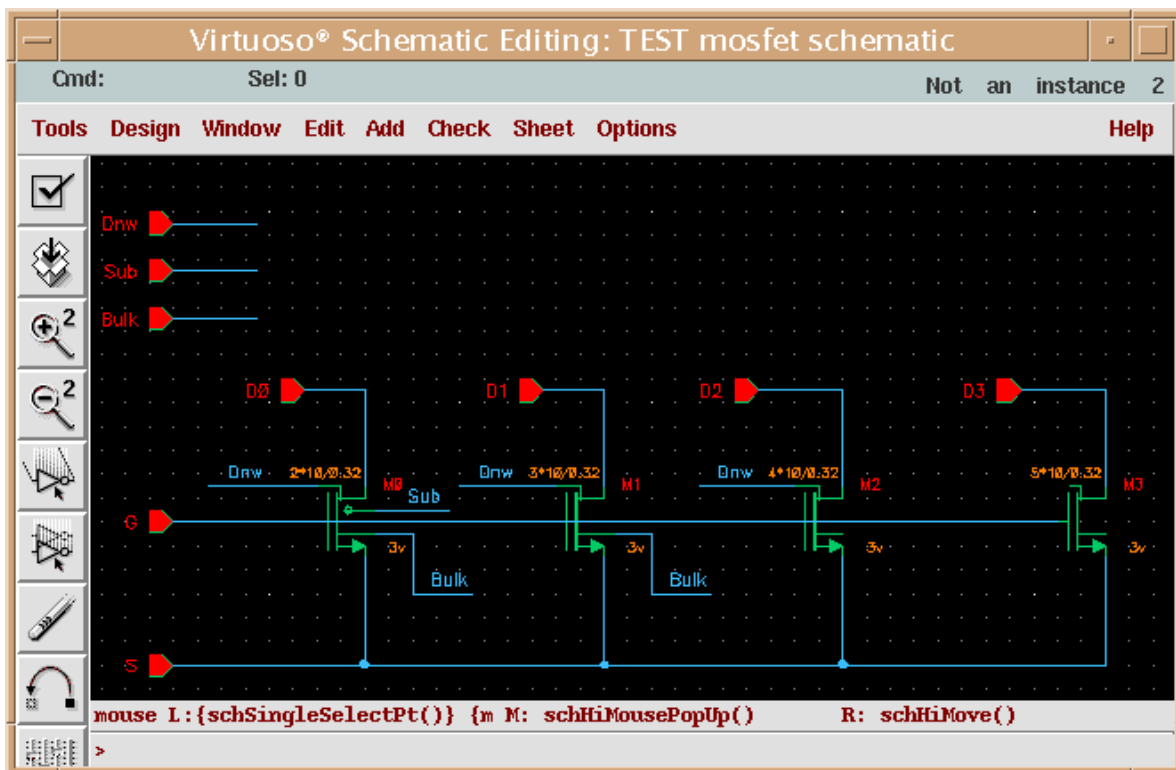 Virtuoso® Schematic Editing: TEST mosfet schematic
Cmd: Sel: 0 Not an instance 2
Tools Design Window Edit Add Check Sheet Options Help
2
2
Dnw
Sub
Bulk
D0 D1 D2 D3
Dnw 2*10/0.32 Dnw 3*10/0.32 Dnw 4*10/0.32 5*10/0.32
M0 M1 M2 M3
Sub
G
3v 3v 3v 3v
Bulk Bulk
S
mouse L:{schSingleSelectPt()} {m M: schHiMousePopUp() R: schHiMove()
>